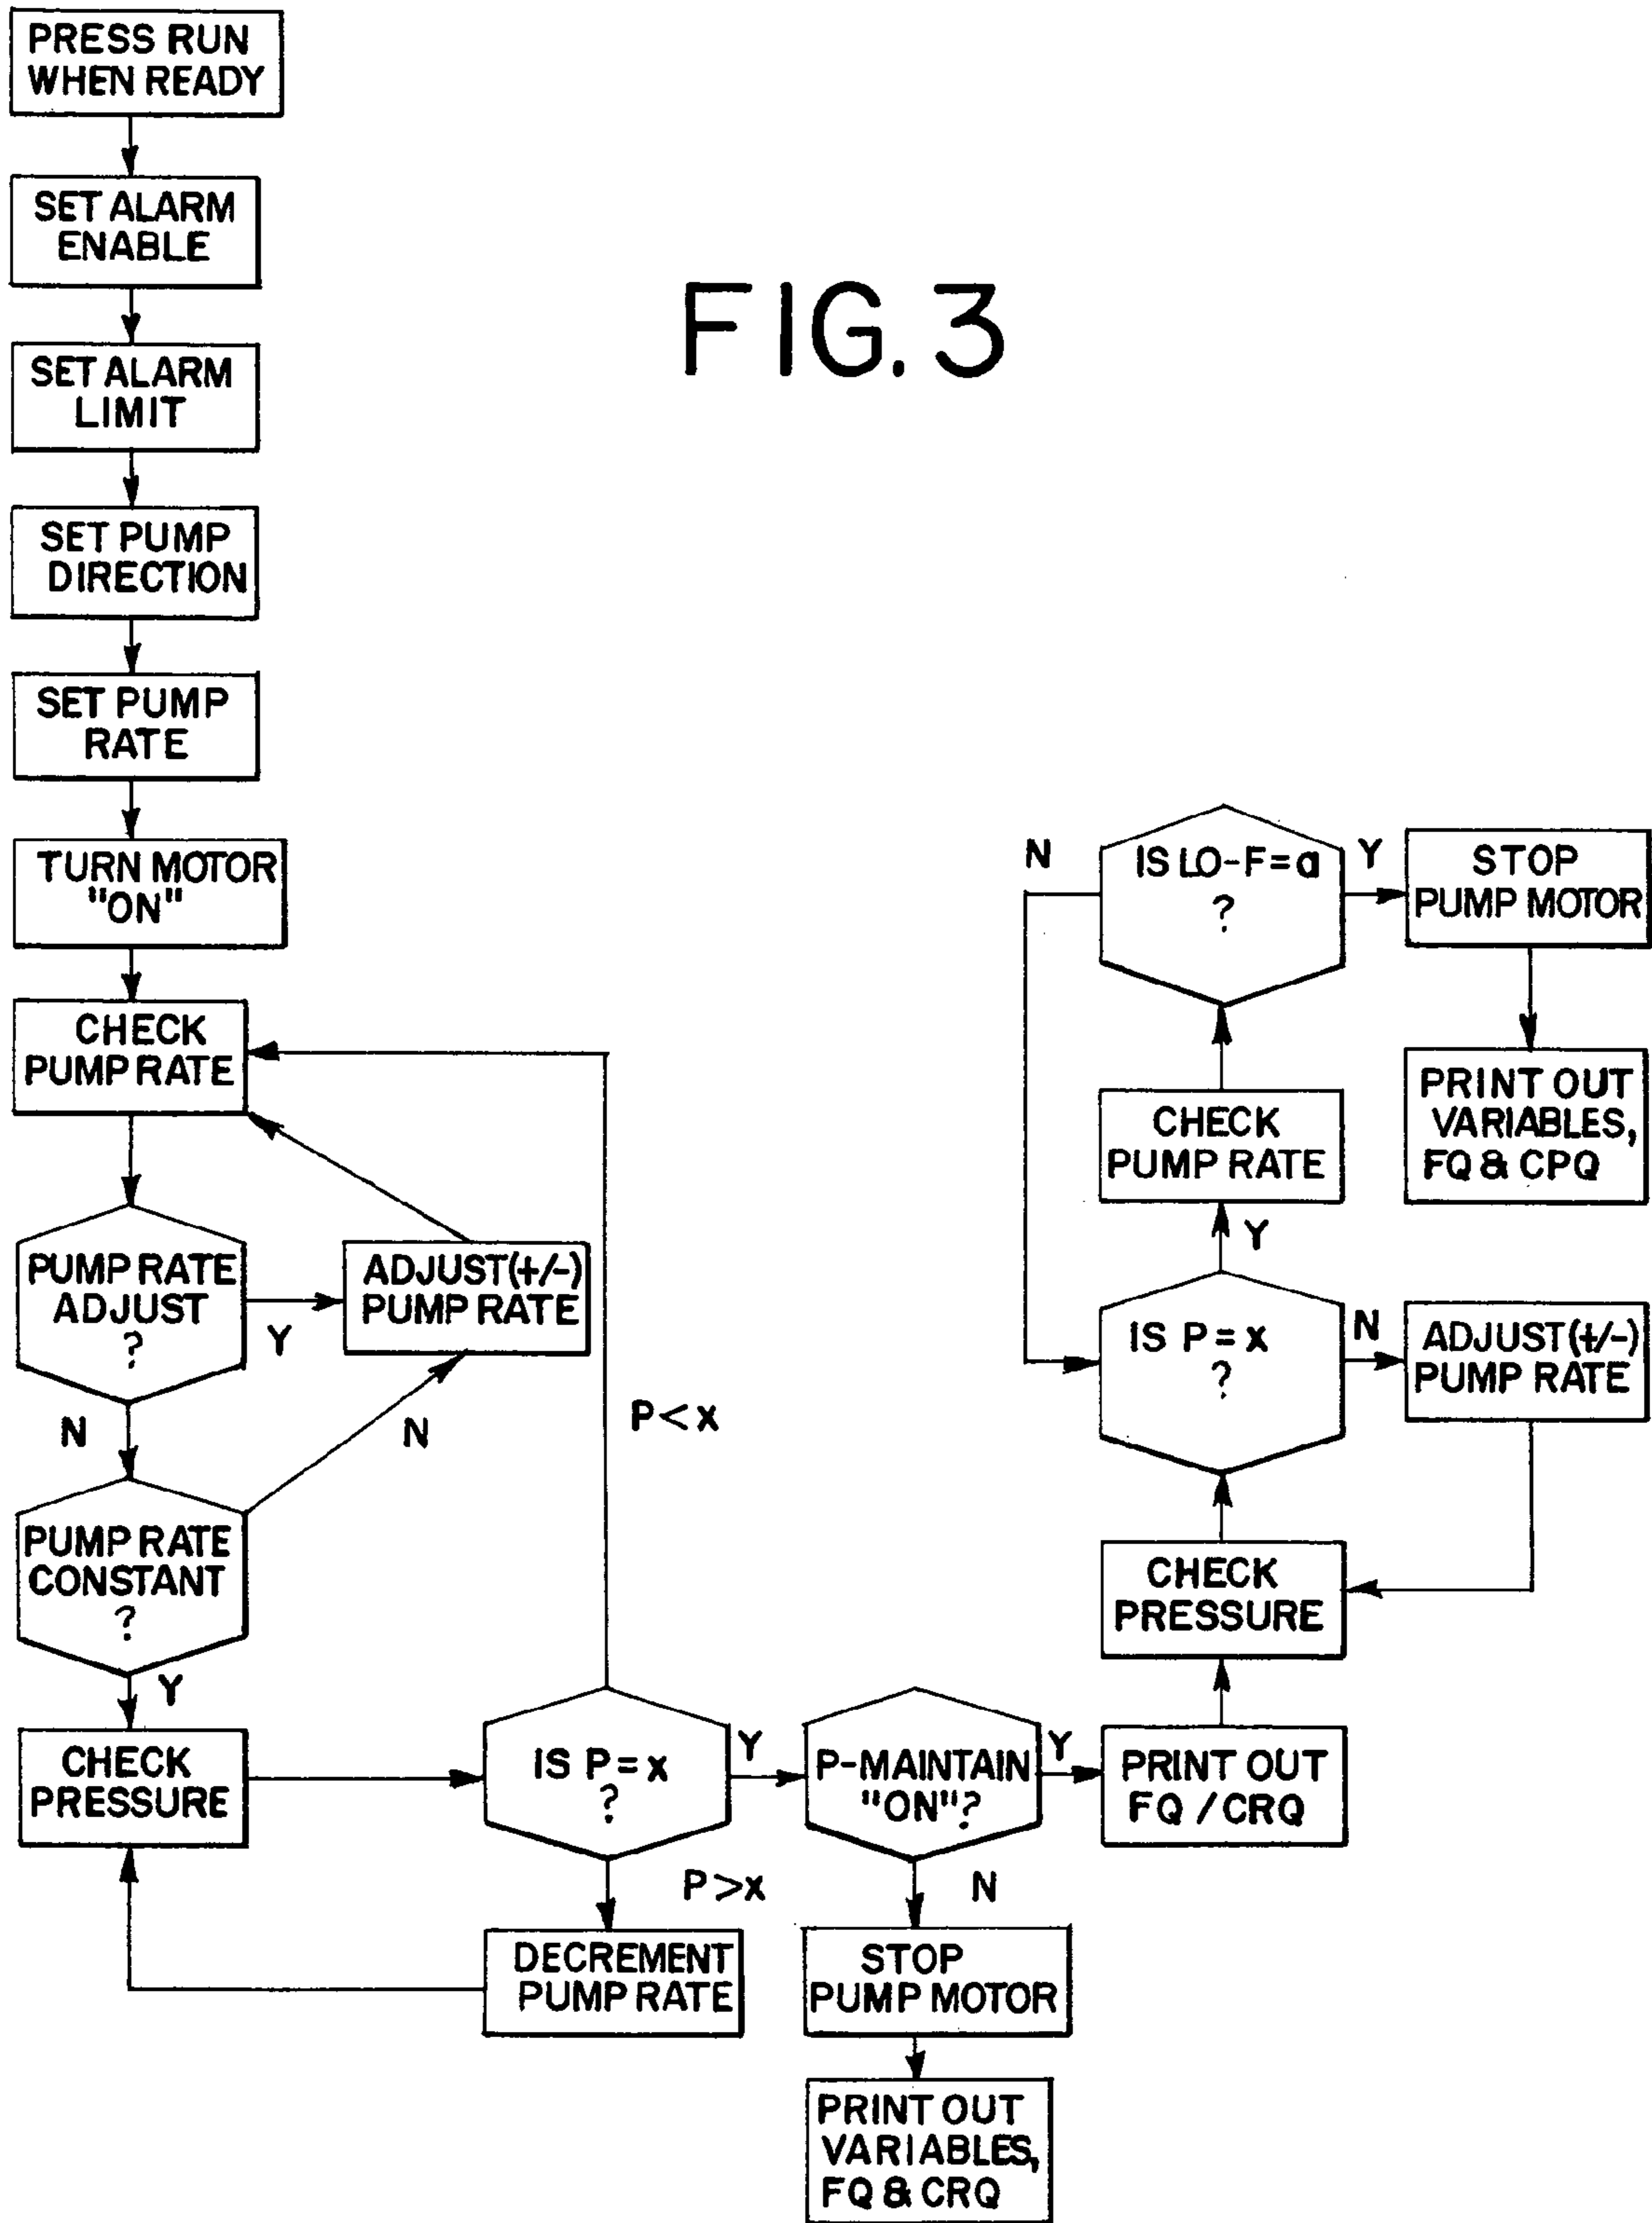 PRESS RUN
WHEN READY
SET ALARM
ENABLE
SET ALARM
LIMIT
SET PUMP
DIRECTION
SET PUMP
RATE
TURN MOTOR
"ON"
CHECK
PUMP RATE
PUMP RATE
ADJUST
?
Y
ADJUST(+/-)
PUMP RATE
N
N
PUMP RATE
CONSTANT
?
Y
CHECK
PRESSURE
IS P=x
?
P<x
P>x
DECREMENT
PUMP RATE
Y
P-MAINTAIN
"ON"?
N
STOP
PUMP MOTOR
PRINT OUT
VARIABLES,
FQ & CRQ
Y
PRINT OUT
FQ / CRQ
CHECK
PRESSURE
IS P=x
?
N
ADJUST(+/-)
PUMP RATE
Y
CHECK
PUMP RATE
IS LO-F=a
?
N
Y
STOP
PUMP MOTOR
PRINT OUT
VARIABLES,
FQ & CPQ
FIG. 3